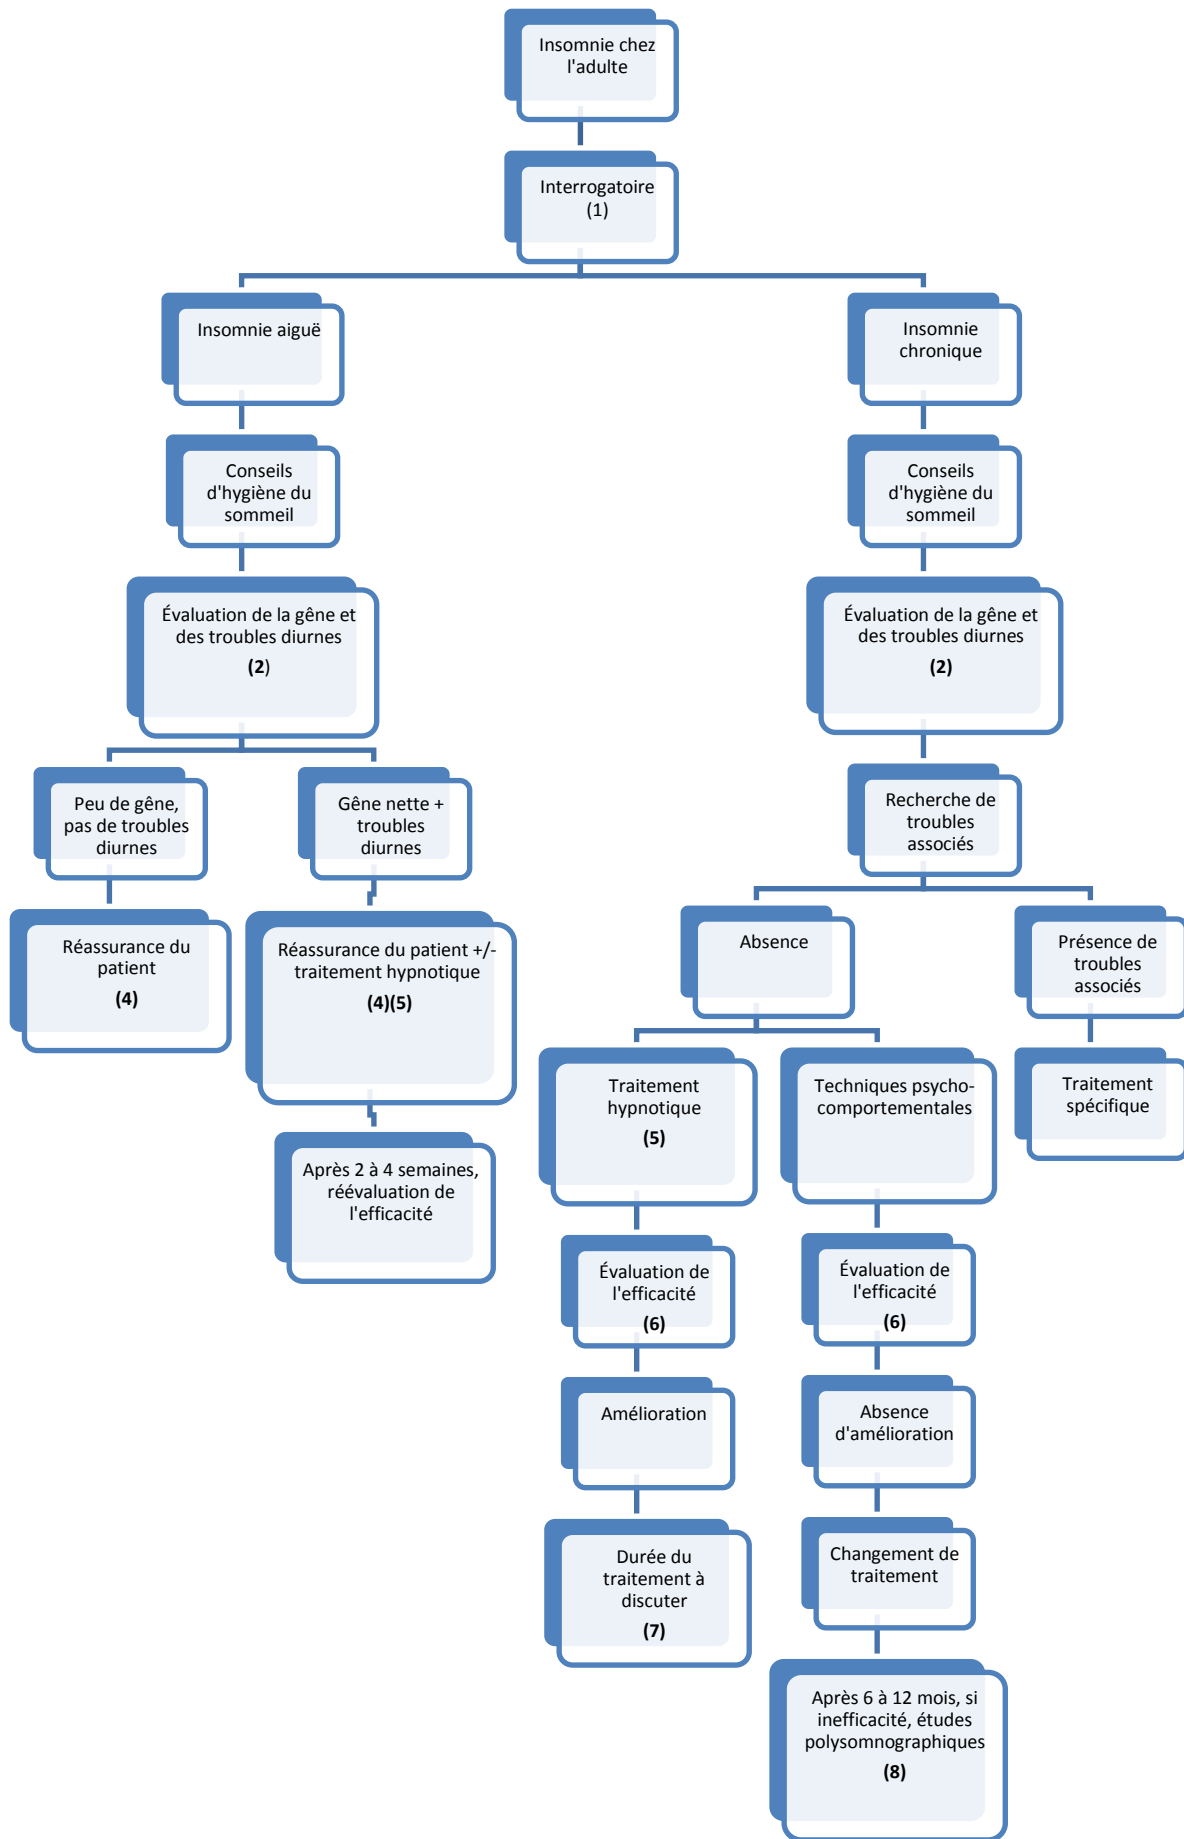 Insomnie chez
l'adulte
Interrogatoire
(1)
Insomnie aiguë
Insomnie
chronique
Conseils
d'hygiène du
sommeil
Conseils
d'hygiène du
sommeil
Évaluation de la gêne et
des troubles diurnes
(2)
Évaluation de la gêne et
des troubles diurnes
(2)
Peu de gêne,
pas de troubles
diurnes
Gêne nette +
troubles
diurnes
Recherche de
troubles
associés
Réassurance du
patient
(4)
Réassurance du patient +/-
traitement hypnotique
(4)(5)
Absence
Présence de
troubles
associés
Après 2 à 4 semaines,
réévaluation de
l'efficacité
Traitement
hypnotique
(5)
Techniques psycho-
comportementales
Traitement
spécifique
Évaluation de
l'efficacité
(6)
Évaluation de
l'efficacité
(6)
Amélioration
Absence
d'amélioration
Durée du
traitement à
discuter
(7)
Changement de
traitement
Après 6 à 12 mois, si
inefficacité, études
polysomnographiques
(8)